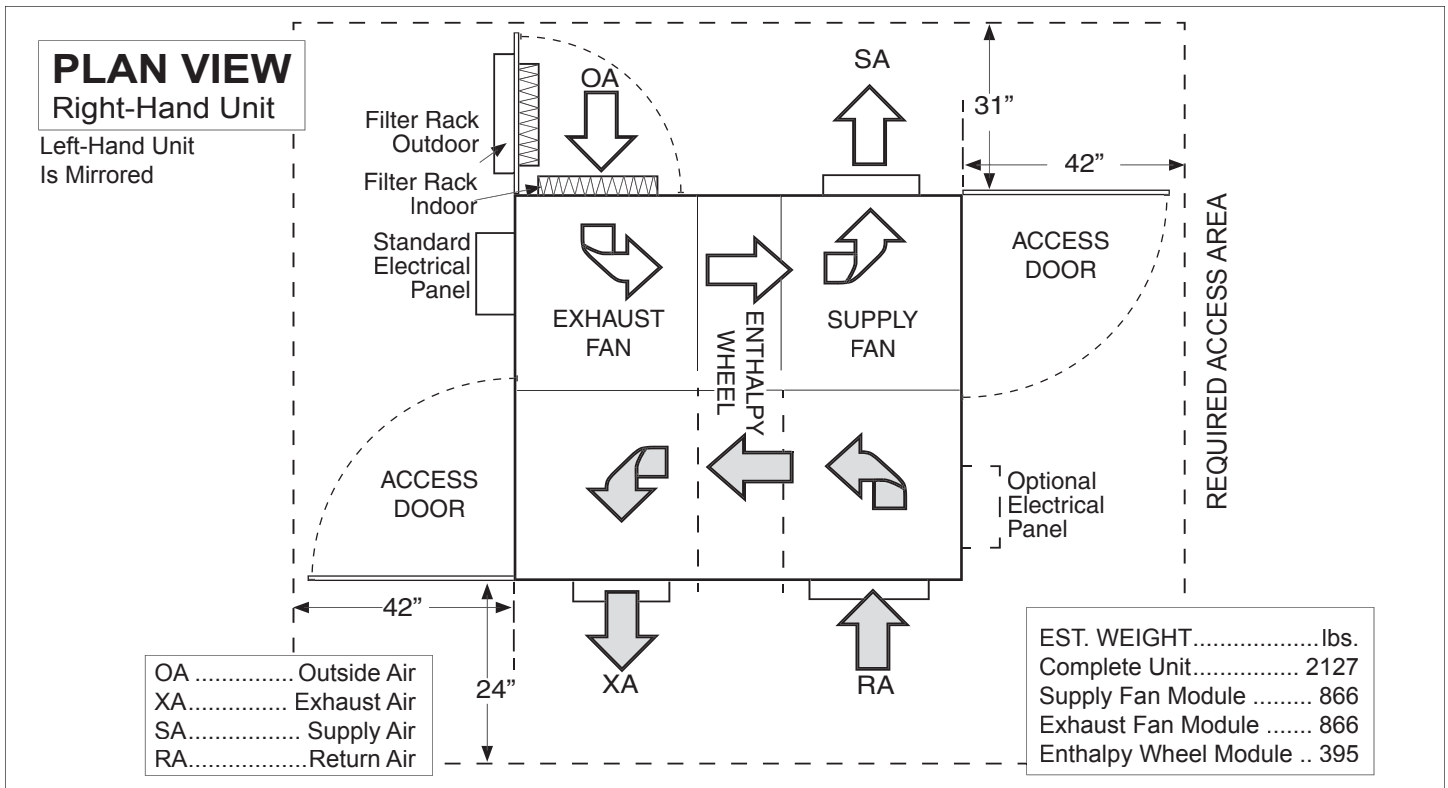 PLAN VIEW
Right-Hand Unit
Left-Hand Unit
Is Mirrored
Filter Rack
Outdoor
Filter Rack
Indoor
Standard
Electrical
Panel
OA
SA
31”
42”
ACCESS
DOOR
REQUIRED ACCESS AREA
EXHAUST
FAN
ENTHALPY
WHEEL
SUPPLY
FAN
ACCESS
DOOR
Optional
Electrical
Panel
42”
24”
XA
RA
OA ............... Outside Air
XA............... Exhaust Air
SA................. Supply Air
RA.................Return Air
EST. WEIGHT...................lbs.
Complete Unit................. 2127
Supply Fan Module ......... 866
Exhaust Fan Module ....... 866
Enthalpy Wheel Module .. 395